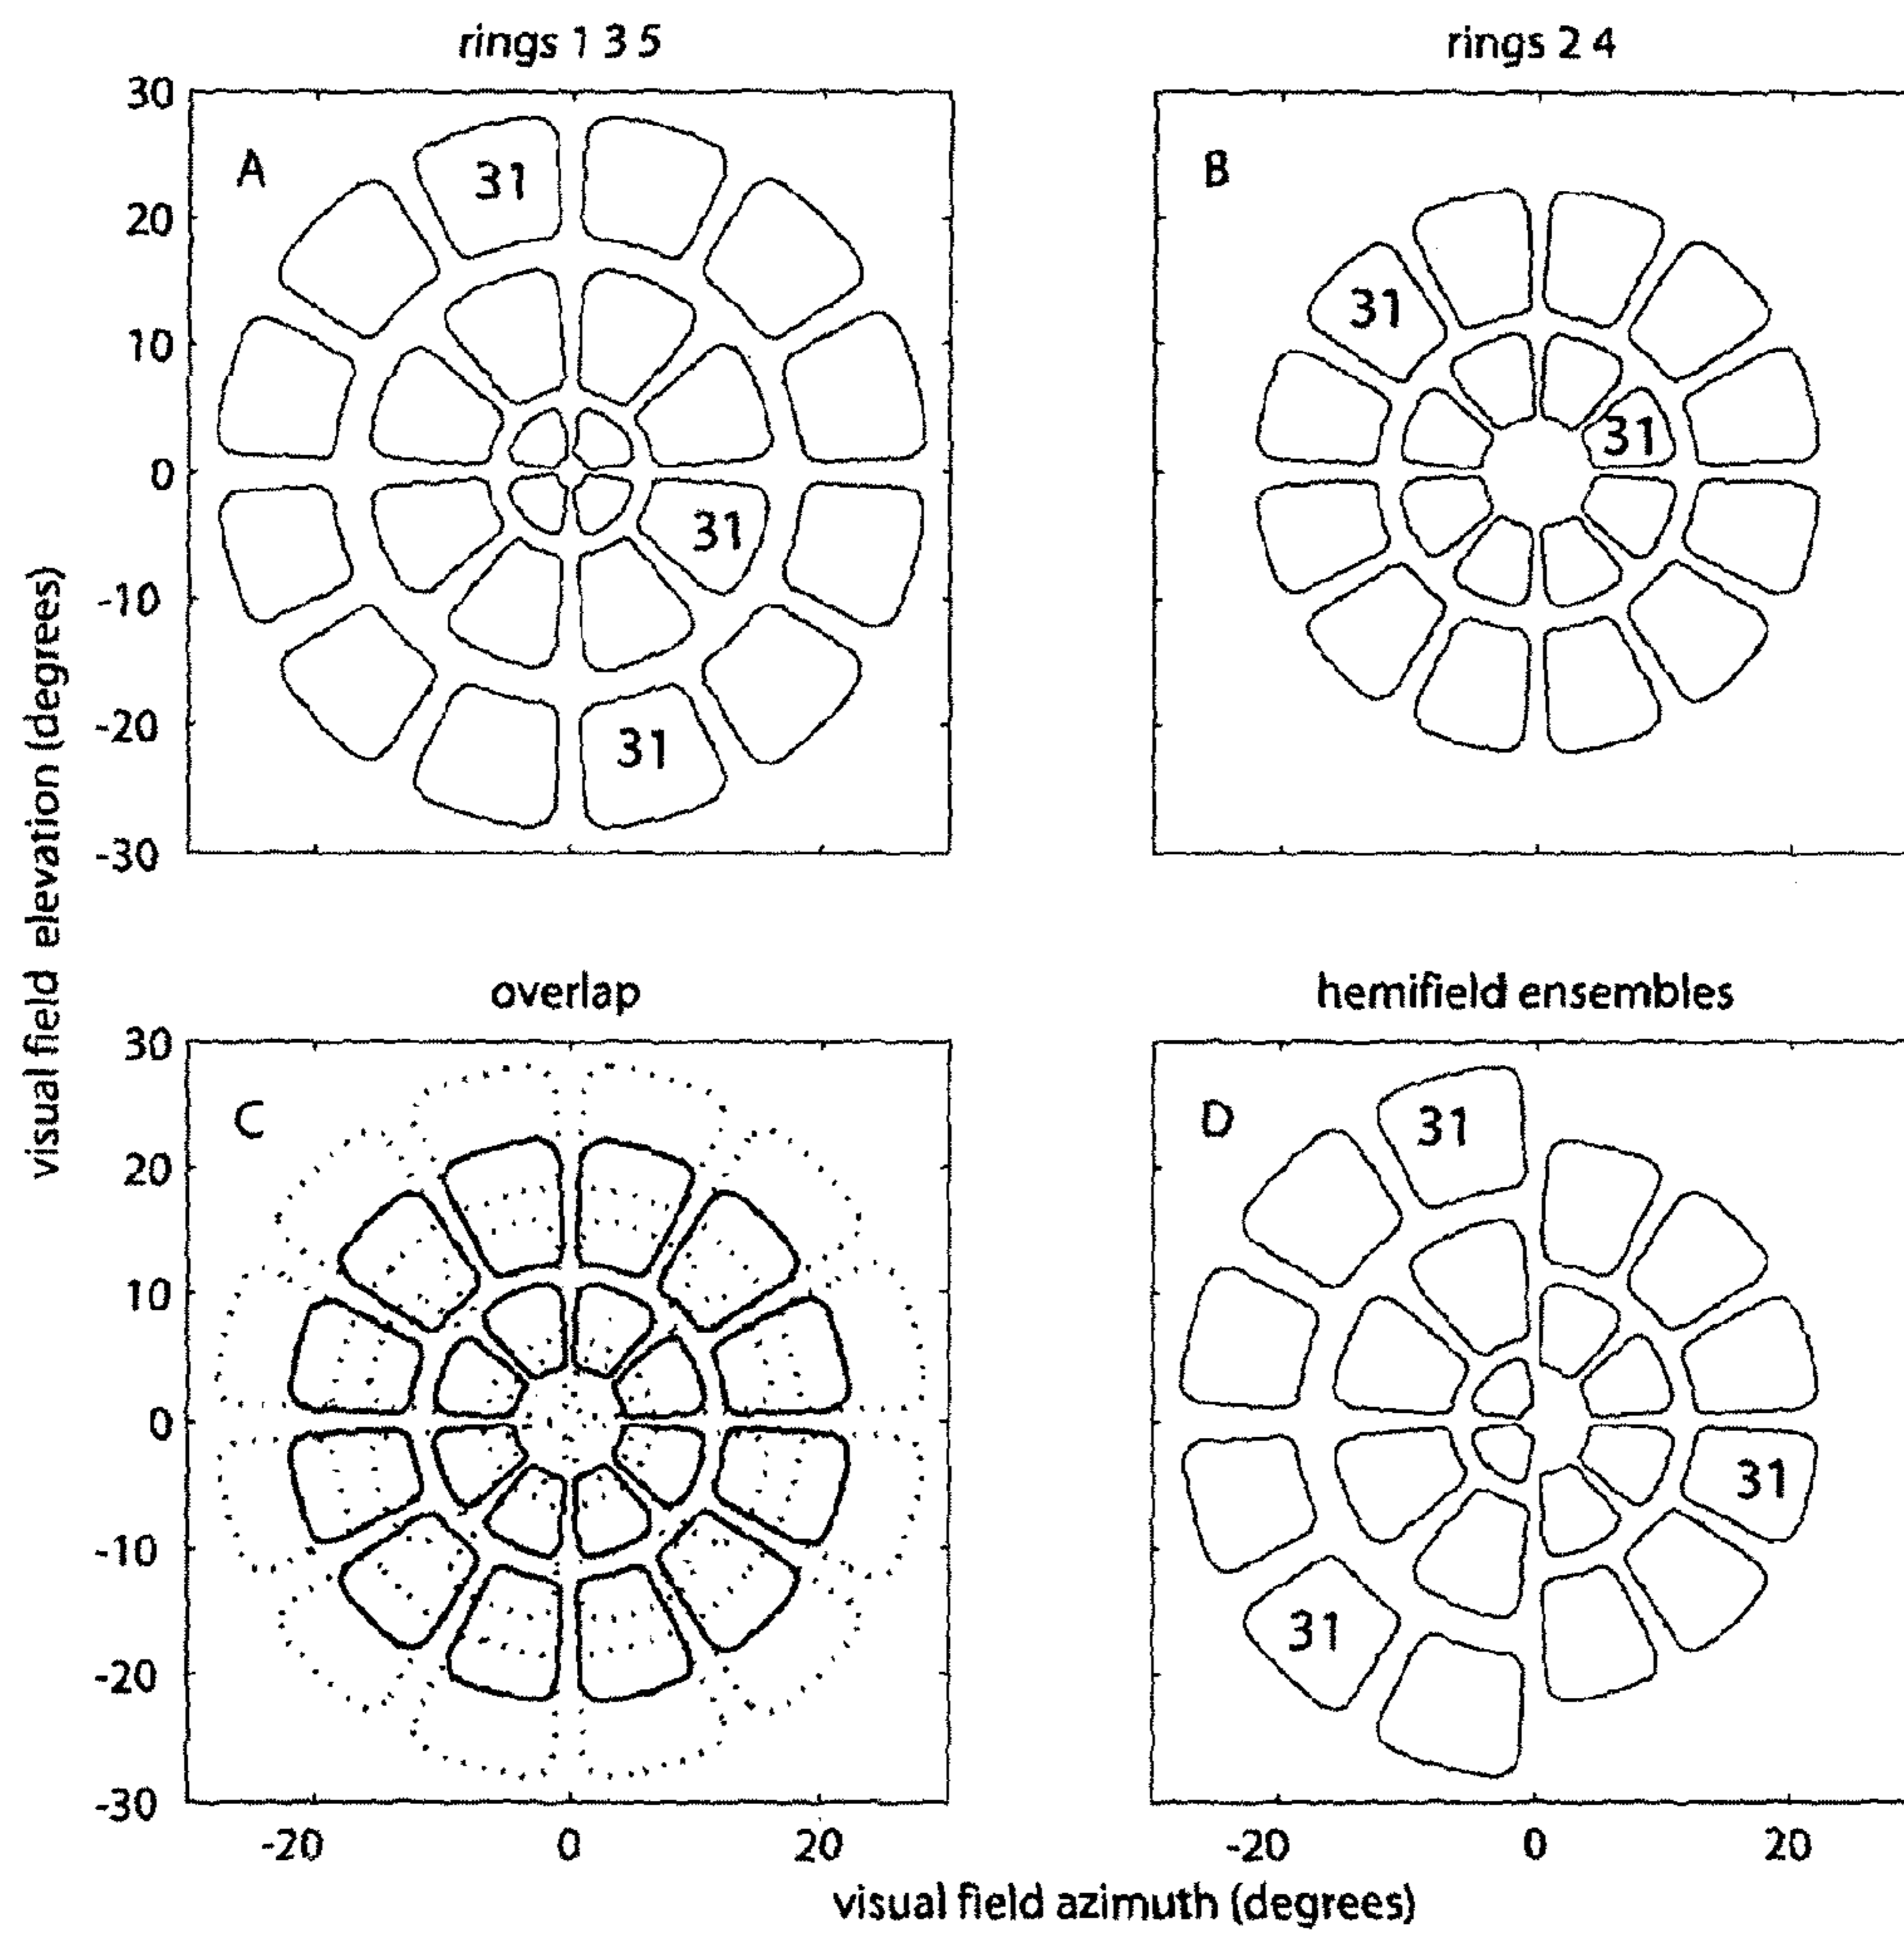 rings 1 3 5
rings 2 4
30
20
10
0
-10
-20
-30
A
31
31
31
B
31
31
visual field elevation (degrees)
overlap
hemifield ensembles
30
20
10
0
-10
-20
-30
C
D
31
31
31
-20
0
20
-20
0
20
visual field azimuth (degrees)